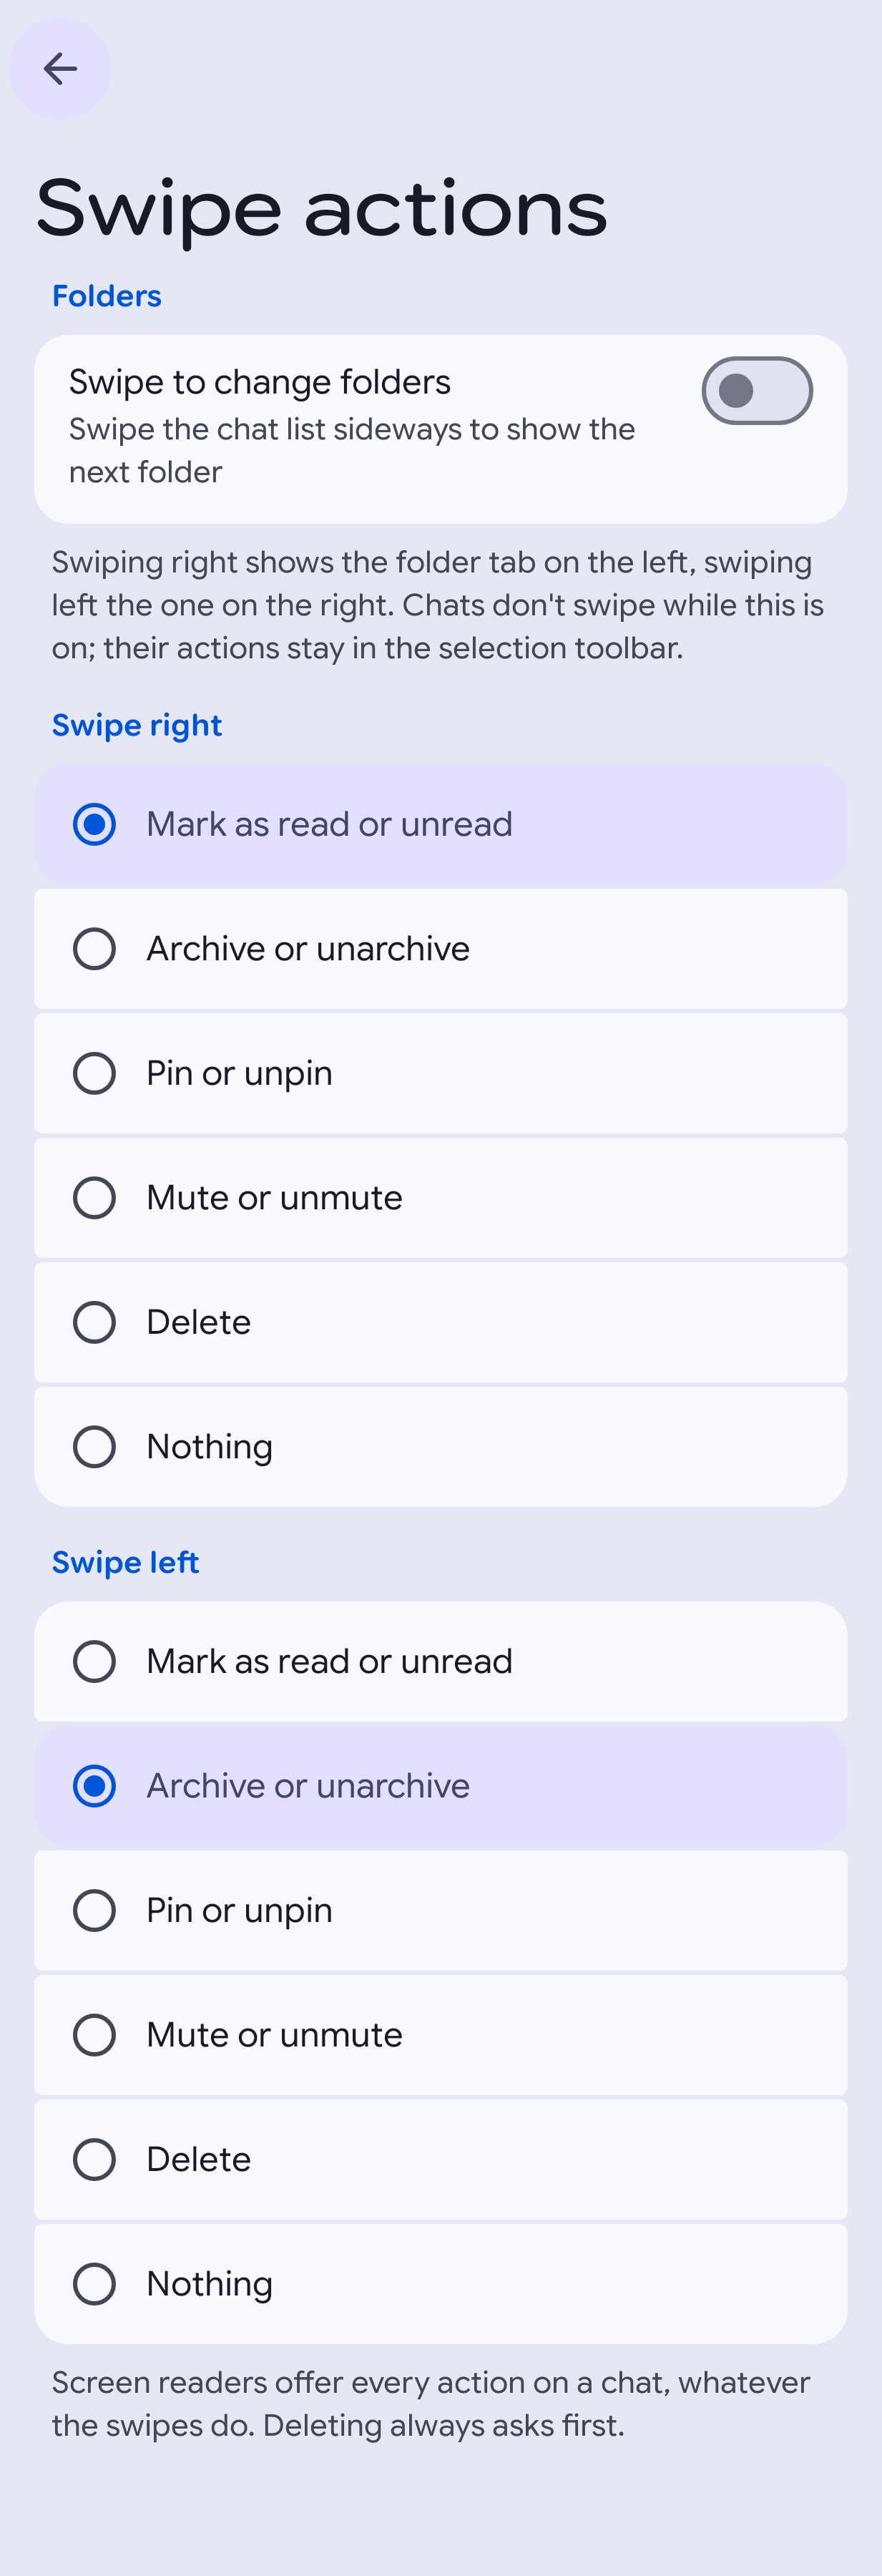 Swipe actions
Folders
Swipe to change folders
Swipe the chat list sideways to show the
next folder
Swiping right shows the folder tab on the left, swiping
left the one on the right. Chats don't swipe while this is
on; their actions stay in the selection toolbar.
Swipe right
Mark as read or unread
Archive or unarchive
Pin or unpin
Mute or unmute
Delete
Nothing
Swipe left
Mark as read or unread
Archive or unarchive
Pin or unpin
Mute or unmute
Delete
Nothing
Screen readers offer every action on a chat, whatever
the swipes do. Deleting always asks first.